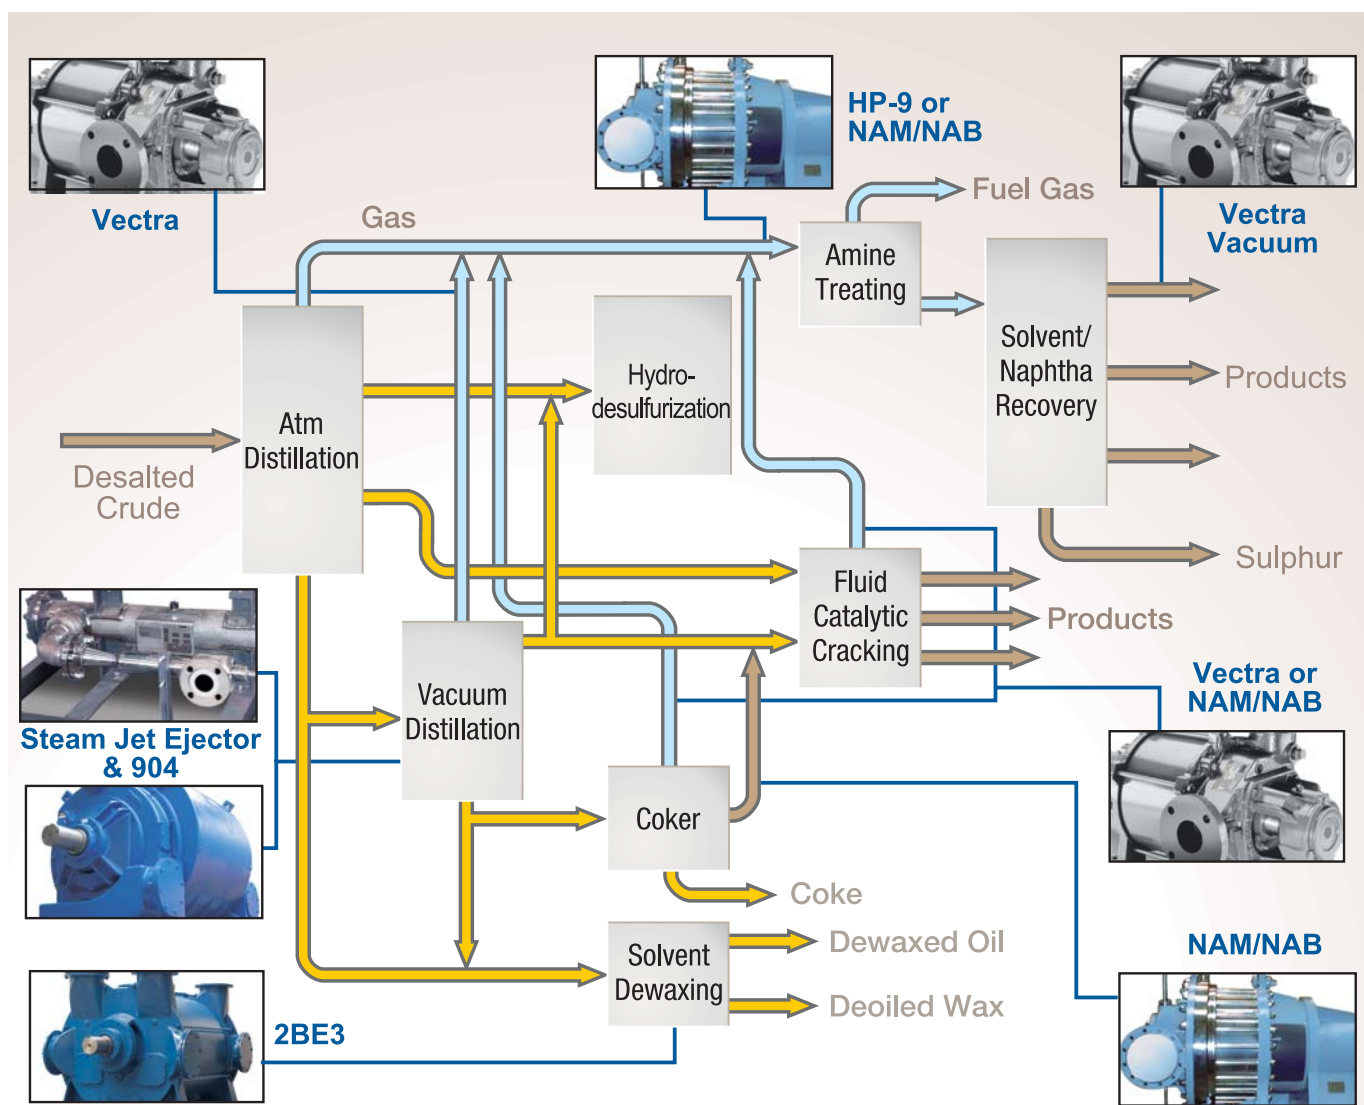 HP-9 or
NAM/NAB
Vectra
Gas
Fuel Gas
Vectra
Vacuum
Amine
Treating
Solvent/
Naphtha
Recovery
Hydro-
desulfurization
Products
Atm
Distillation
Desalted
Crude
Sulphur
Fluid
Catalytic
Cracking
Products
Vectra or
NAM/NAB
Vacuum
Distillation
Steam Jet Ejector
& 904
Coker
Coke
Dewaxed Oil
NAM/NAB
Solvent
Dewaxing
Deoiled Wax
2BE3